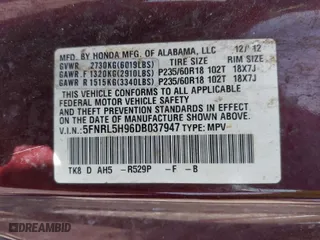 MFD. BY HONDA MFG. OF ALABAMA, LLC 12/12
GVWR 2730KG(6019LBS) TIRE SIZE RIM SIZE
GAWR F 1320KG(2910LBS) P235/60R18 102T 18X7J
GAWR R 1515KG(3340LBS) P235/60R18 102T 18X7J
THIS VEHICLE CONFORMS TO ALL APPLICABLE
FEDERAL MOTOR VEHICLE SAFETY, BUMPER, AND
THEFT PREVENTION STANDARDS IN EFFECT ON
THE DATE OF MANUFACTURE SHOWN ABOVE.
V.I.N:5FNRL5H96DB037947 TYPE: MPV
TK8 D AH5 -R529P -F -B
DREAMBID